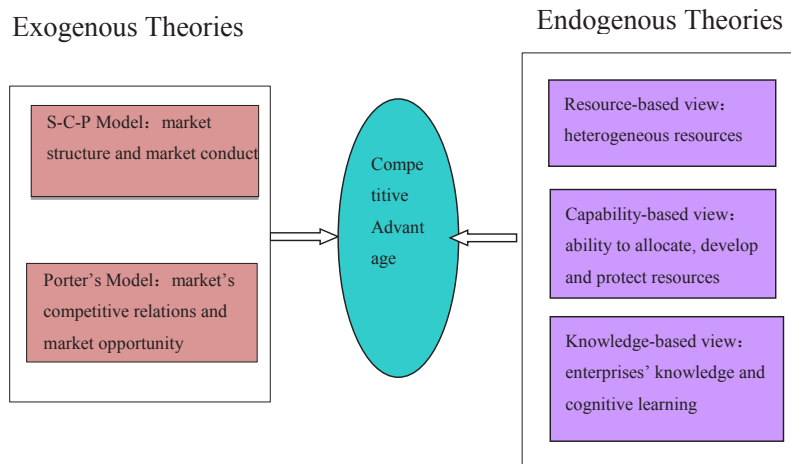 Exogenous Theories
S-C-P Model：market
structure and market conduct
Porter’s Model：market’s
competitive relations and
market opportunity
Compe
titive
Advant
age
Endogenous Theories
Resource-based view：
heterogeneous resources
Capability-based view：
ability to allocate, develop
and protect resources
Knowledge-based view：
enterprises’ knowledge and
cognitive learning